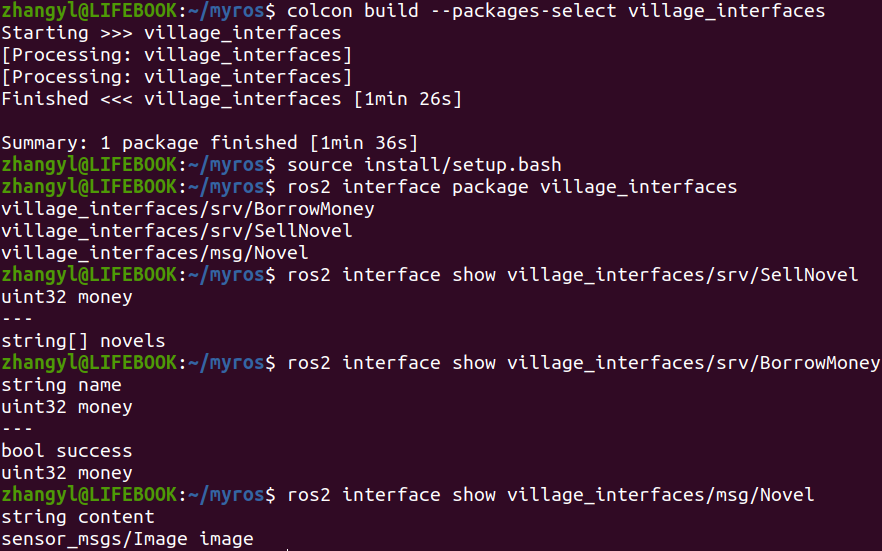 zhangyl@LIFEBOOK:~/myros$ colcon build --packages-select village_interfaces
Starting >>> village_interfaces
[Processing: village_interfaces]
[Processing: village_interfaces]
Finished <<< village_interfaces [1min 26s]
Summary: 1 package finished [1min 36s]
zhangyl@LIFEBOOK:~/myros$ source install/setup.bash
zhangyl@LIFEBOOK:~/myros$ ros2 interface package village_interfaces
village_interfaces/srv/BorrowMoney
village_interfaces/srv/SellNovel
village_interfaces/msg/Novel
zhangyl@LIFEBOOK:~/myros$ ros2 interface show village_interfaces/srv/SellNovel
uint32 money
---
string[] novels
zhangyl@LIFEBOOK:~/myros$ ros2 interface show village_interfaces/srv/BorrowMoney
string name
uint32 money
---
bool success
uint32 money
zhangyl@LIFEBOOK:~/myros$ ros2 interface show village_interfaces/msg/Novel
string content
sensor_msgs/Image image